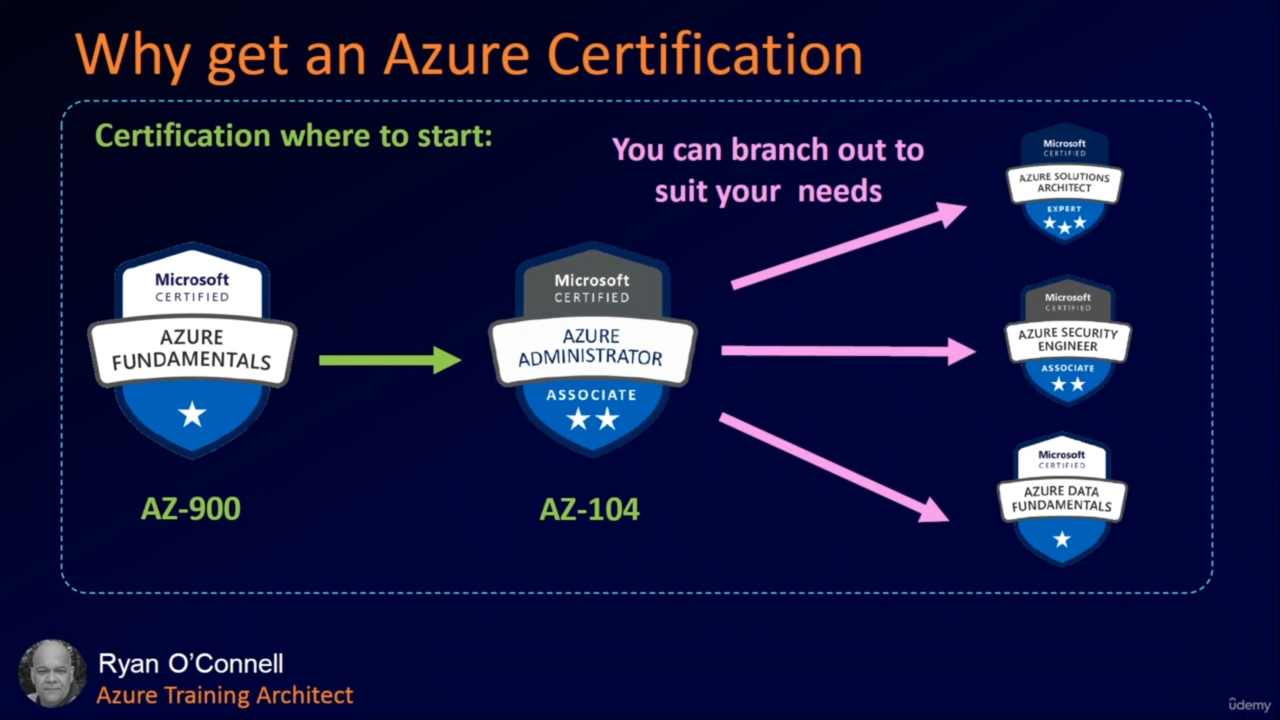 Why get an Azure Certification
Certification where to start:
You can branch out to
suit your needs
Microsoft
CERTIFIED
AZURE
FUNDAMENTALS
AZ-900
Microsoft
CERTIFIED
AZURE
ADMINISTRATOR
ASSOCIATE
AZ-104
Microsoft
CERTIFIED
AZURE SOLUTIONS
ARCHITECT
EXPERT
Microsoft
CERTIFIED
AZURE SECURITY
ENGINEER
ASSOCIATE
Microsoft
CERTIFIED
AZURE DATA
FUNDAMENTALS
Ryan O'Connell
Azure Training Architect
ûdemy